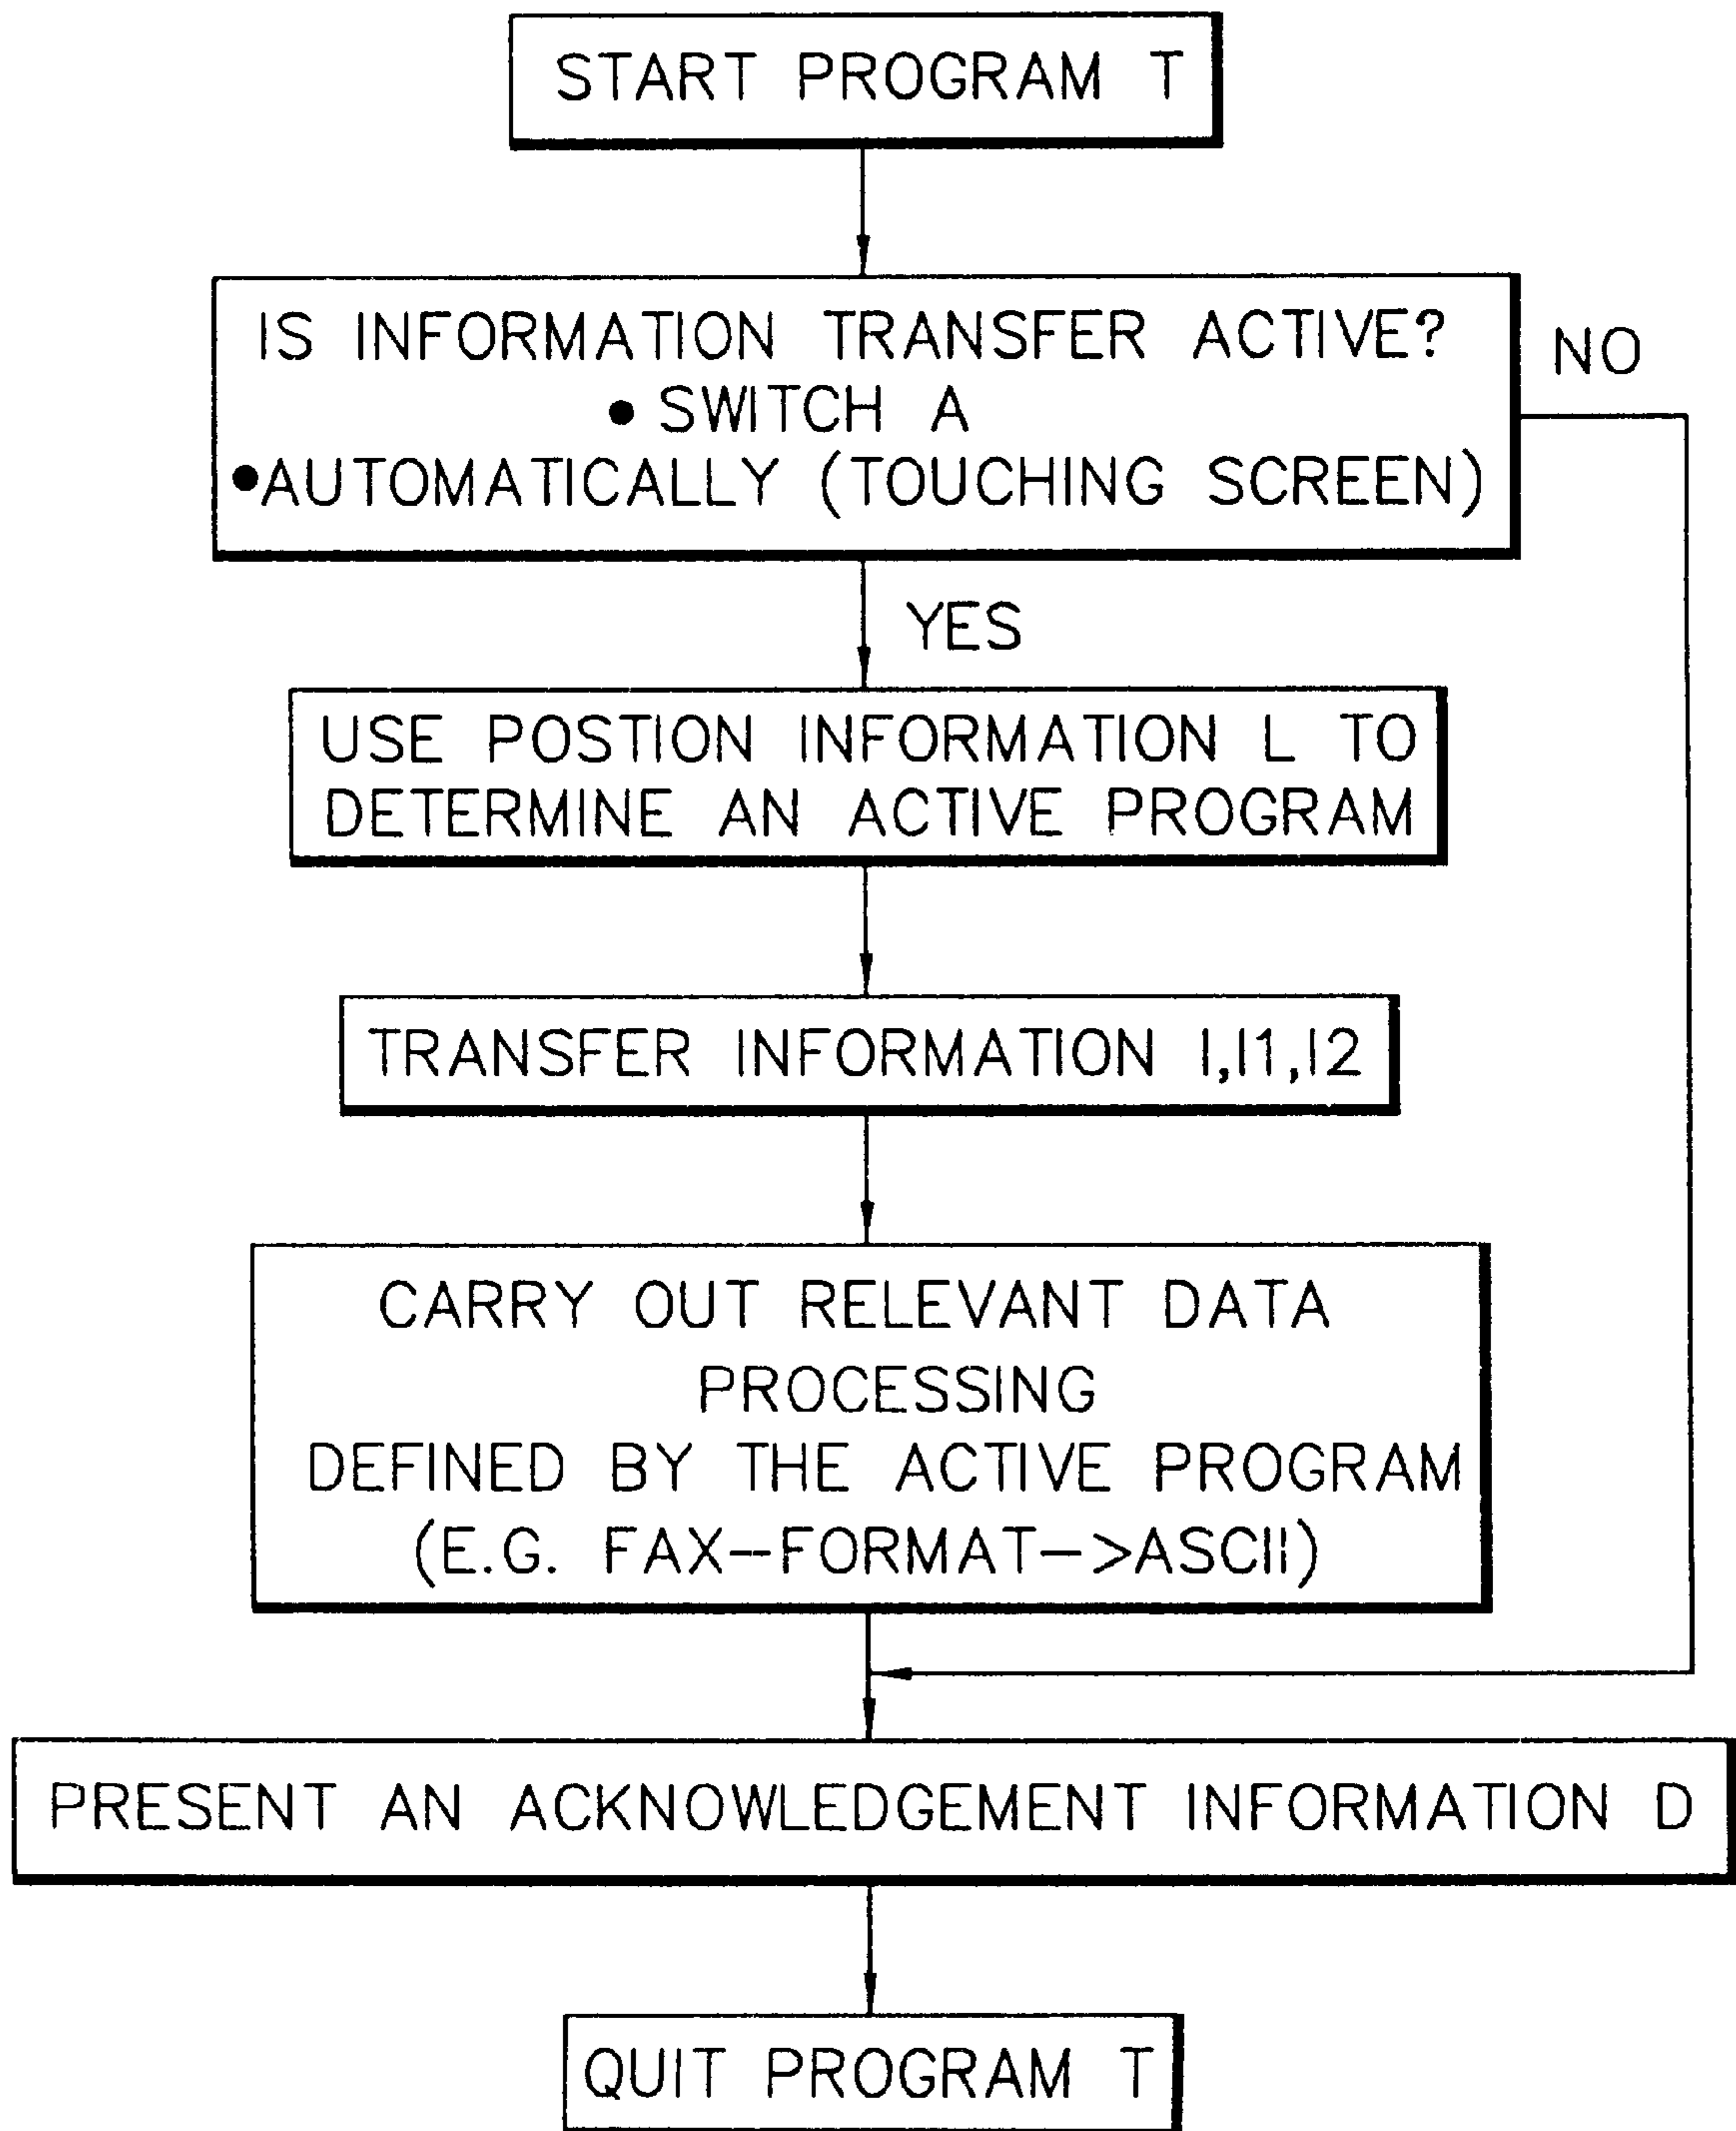 START PROGRAM T
IS INFORMATION TRANSFER ACTIVE?
• SWITCH A
•AUTOMATICALLY (TOUCHING SCREEN)
NO
YES
USE POSTION INFORMATION L TO
DETERMINE AN ACTIVE PROGRAM
TRANSFER INFORMATION I,I1,I2
CARRY OUT RELEVANT DATA
PROCESSING
DEFINED BY THE ACTIVE PROGRAM
(E.G. FAX--FORMAT->ASCII)
PRESENT AN ACKNOWLEDGEMENT INFORMATION D
QUIT PROGRAM T